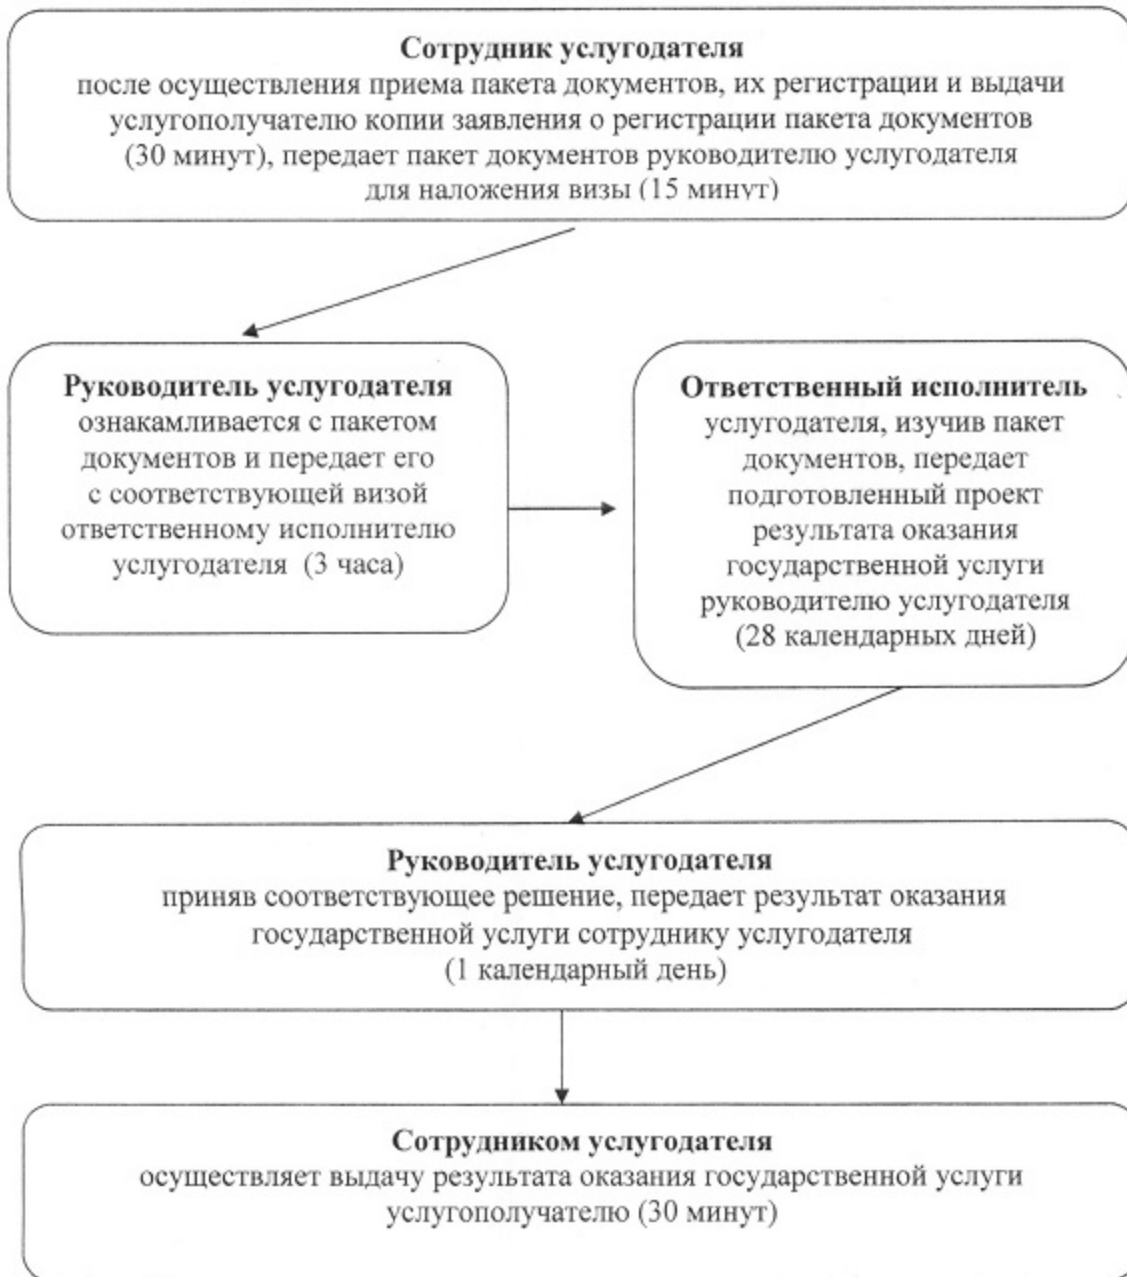 Сотрудник услугодателя
после осуществления приема пакета документов, их регистрации и выдачи
услугополучателю копии заявления о регистрации пакета документов
(30 минут), передает пакет документов руководителю услугодателя
для наложения визы (15 минут)
Руководитель услугодателя
ознакамливается с пакетом
документов и передает его
с соответствующей визой
ответственному исполнителю
услугодателя (3 часа)
Ответственный исполнитель
услугодателя, изучив пакет
документов, передает
подготовленный проект
результата оказания
государственной услуги
руководителю услугодателя
(28 календарных дней)
Руководитель услугодателя
приняв соответствующее решение, передает результат оказания
государственной услуги сотруднику услугодателя
(1 календарный день)
Сотрудником услугодателя
осуществляет выдачу результата оказания государственной услуги
услугополучателю (30 минут)